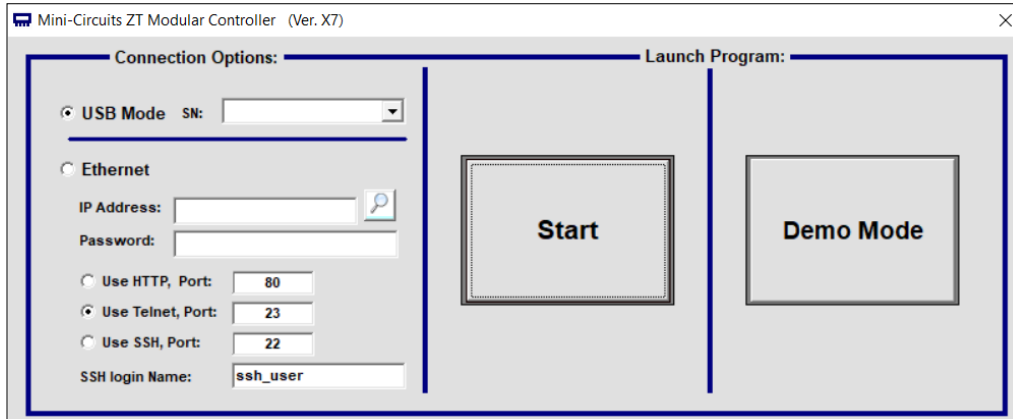 Mini-Circuits ZT Modular Controller (Ver. X7)
Connection Options:
Launch Program:
USB Mode SN:
Ethernet
IP Address:
Password:
Use HTTP, Port: 80
Use Telnet, Port: 23
Use SSH, Port: 22
SSH login Name: ssh_user
Start
Demo Mode